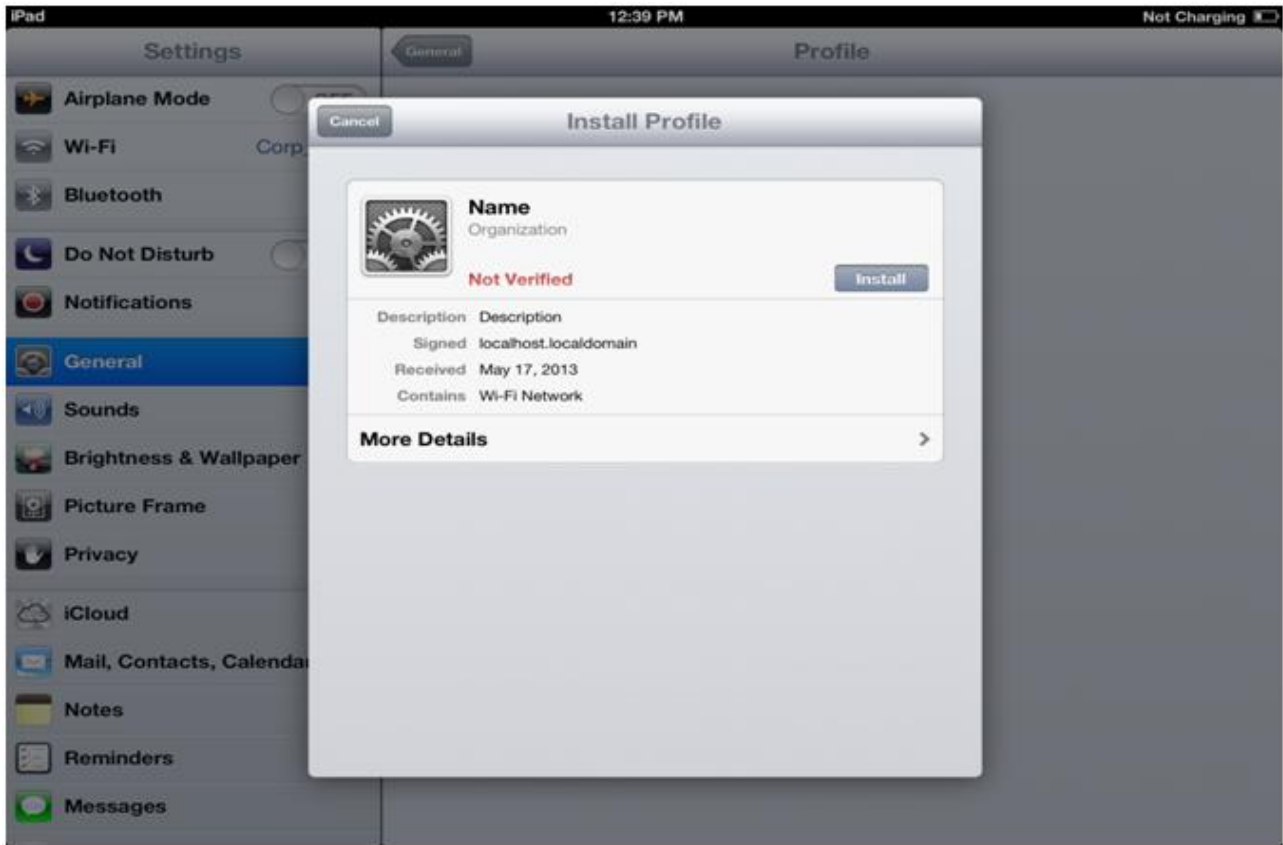 iPad
12:39 PM
Not Charging
Settings
General
Profile
Airplane Mode
Wi-Fi
Corp_
Bluetooth
Do Not Disturb
Notifications
General
Sounds
Brightness & Wallpaper
Picture Frame
Privacy
iCloud
Mail, Contacts, Calenda
Notes
Reminders
Messages
Cancel
Install Profile
Name
Organization
Not Verified
Install
Description Description
Signed localhost.localdomain
Received May 17, 2013
Contains Wi-Fi Network
More Details